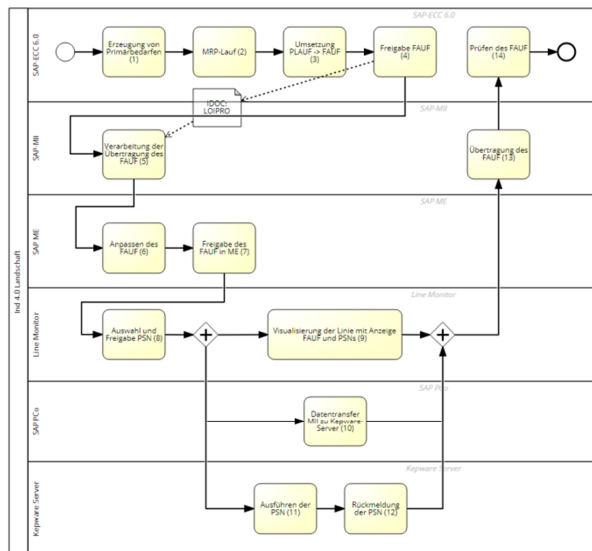 Ind 4.0 Landschaft
SAP-ECC 6.0
SAP-ECC 6.0
Erzeugung von
Primärbedarfen
(1)
MRP-Lauf (2)
Umsetzung
PLAUF -> FAUF
(3)
Freigabe FAUF
(4)
Prüfen des FAUF
(14)
SAP-MII
SAP-MII
IDOC:
LOIPRO
Verarbeitung der
Übertragung des
FAUF (5)
Übertragung des
FAUF (13)
SAP ME
SAP ME
Anpassen des
FAUF (6)
Freigabe des
FAUF in ME (7)
Line Monitor
Line Monitor
Auswahl und
Freigabe PSN (8)
Visualisierung der Linie mit Anzeige
FAUF und PSNs (9)
SAP PCo
SAP PCo
Datentransfer
MII zu Kepware
Server (10)
Kepware Server
Kepware Server
Ausführen der
PSN (11)
Rückmeldung
der PSN (12)